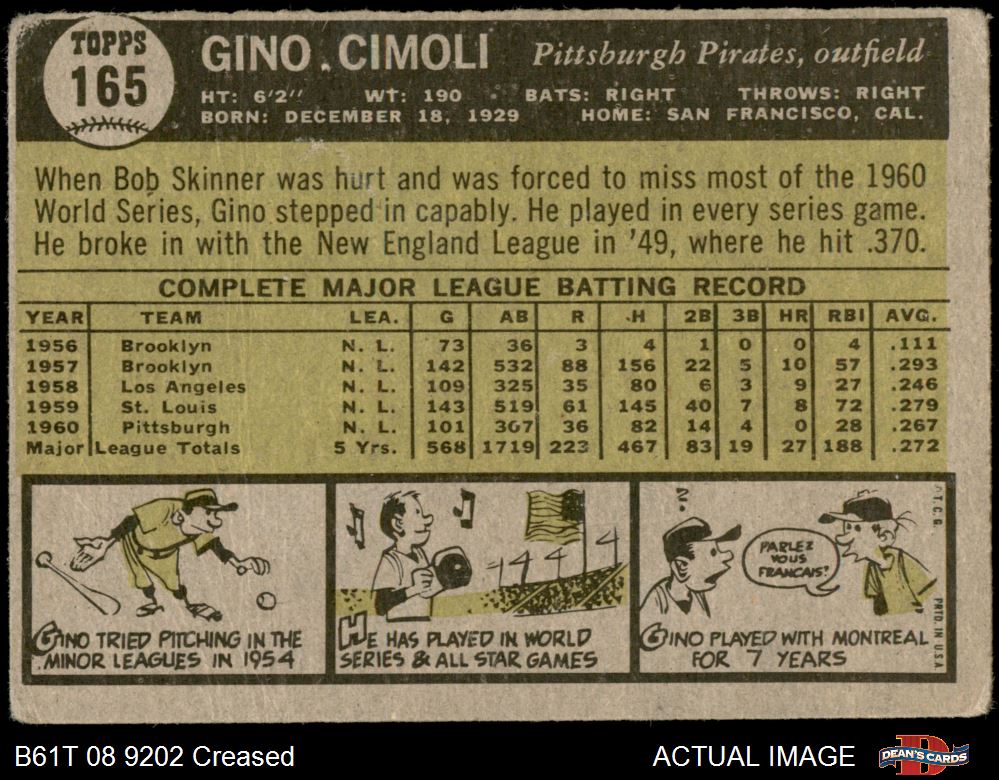 TOPPS
165
GINO CIMOLI Pittsburgh Pirates, outfield
HT: 6'2" WT: 190 BATS: RIGHT THROWS: RIGHT
BORN: DECEMBER 18, 1929 HOME: SAN FRANCISCO, CAL.
When Bob Skinner was hurt and was forced to miss most of the 1960
World Series, Gino stepped in capably. He played in every series game.
He broke in with the New England League in '49, where he hit .370.
COMPLETE MAJOR LEAGUE BATTING RECORD
YEAR TEAM LEA. G AB R H 2B 3B HR RBI AVG.
1956 Brooklyn N. L. 73 36 3 4 1 0 0 4 .111
1957 Brooklyn N. L. 142 532 88 156 22 5 10 57 .293
1958 Los Angeles N. L. 109 325 35 80 6 3 9 27 .246
1959 St. Louis N. L. 143 519 61 145 40 7 8 72 .279
1960 Pittsburgh N. L. 101 307 36 82 14 4 0 28 .267
Major League Totals 5 Yrs. 568 1719 223 467 83 19 27 188 .272
GINO TRIED PITCHING IN THE
MINOR LEAGUES IN 1954
HE HAS PLAYED IN WORLD
SERIES & ALL STAR GAMES
PARLEZ
VOUS
FRANCAIS?
GINO PLAYED WITH MONTREAL
FOR 7 YEARS
T. C. G.
PRTD. IN U.S.A
B61T 08 9202 Creased
ACTUAL IMAGE
DEAN'S CARDS